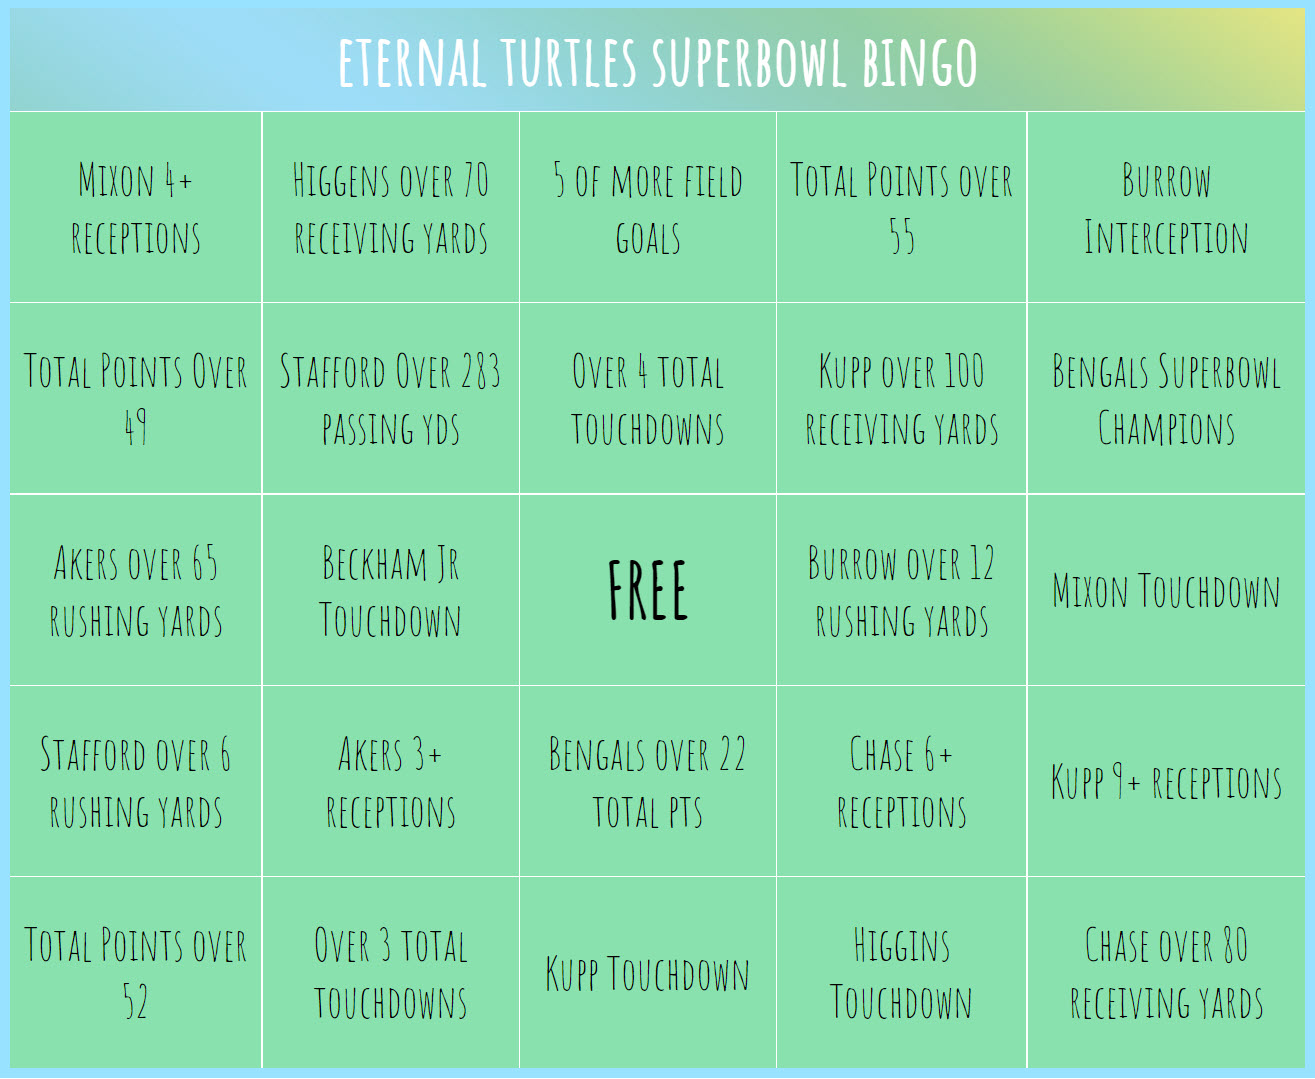 ETERNAL TURTLES SUPERBOWL BINGO
MIXON 4+
RECEPTIONS
HIGGENS OVER 70
RECEIVING YARDS
5 OF MORE FIELD
GOALS
TOTAL POINTS OVER
55
BURROW
INTERCEPTION
TOTAL POINTS OVER
49
STAFFORD OVER 283
PASSING YDS
OVER 4 TOTAL
TOUCHDOWNS
KUPP OVER 100
RECEIVING YARDS
BENGALS SUPERBOWL
CHAMPIONS
AKERS OVER 65
RUSHING YARDS
BECKHAM JR
TOUCHDOWN
FREE
BURROW OVER 12
RUSHING YARDS
MIXON TOUCHDOWN
STAFFORD OVER 6
RUSHING YARDS
AKERS 3+
RECEPTIONS
BENGALS OVER 22
TOTAL PTS
CHASE 6+
RECEPTIONS
KUPP 9+ RECEPTIONS
TOTAL POINTS OVER
52
OVER 3 TOTAL
TOUCHDOWNS
KUPP TOUCHDOWN
HIGGINS
TOUCHDOWN
CHASE OVER 80
RECEIVING YARDS